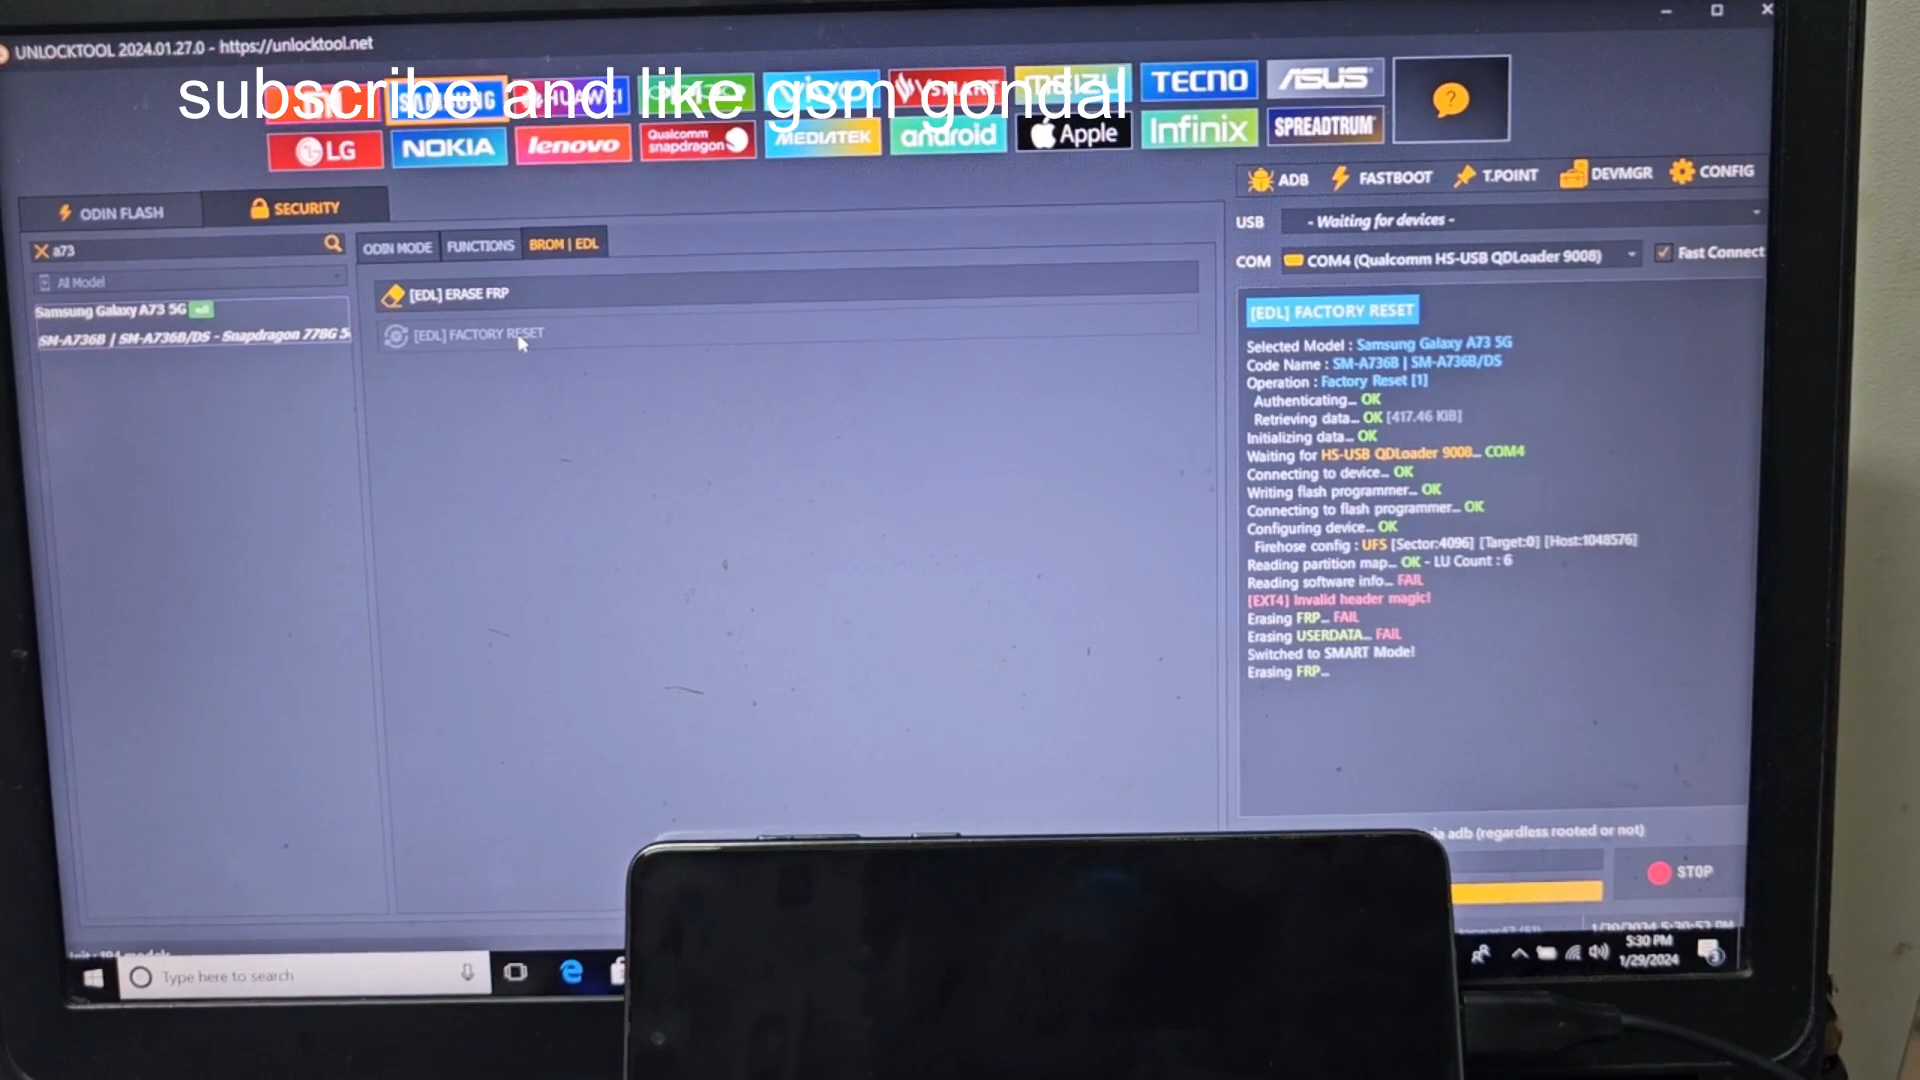 UNLOCKTOOL 2024.01.27.0 - https://unlocktool.net
subscribe and like gsm gondal
SAMSUNG HUAWEI VSMART MEIZU TECNO ASUS
LG NOKIA lenovo Qualcomm snapdragon MEDIATEK android Apple Infinix SPREADTRUM
?
ADB FASTBOOT T.POINT DEVMGR CONFIG
ODIN FLASH SECURITY
USB - Waiting for devices -
a73
ODIN MODE FUNCTIONS BROM | EDL
COM COM4 (Qualcomm HS-USB QDLoader 9008) Fast Connect
All Model
[EDL] ERASE FRP
Samsung Galaxy A73 5G
SM-A736B | SM-A736B/DS - Snapdragon 778G 5
[EDL] FACTORY RESET
[EDL] FACTORY RESET
Selected Model : Samsung Galaxy A73 5G
Code Name : SM-A736B | SM-A736B/DS
Operation : Factory Reset [1]
Authenticating... OK
Retrieving data... OK [417.46 KiB]
Initializing data... OK
Waiting for HS-USB QDLoader 9008... COM4
Connecting to device... OK
Writing flash programmer... OK
Connecting to flash programmer... OK
Configuring device... OK
Firehose config : UFS [Sector:4096] [Target:0] [Host:1048576]
Reading partition map... OK - LU Count : 6
Reading software info... FAIL
[EXT4] Invalid header magic!
Erasing FRP... FAIL
Erasing USERDATA... FAIL
Switched to SMART Mode!
Erasing FRP...
via adb (regardless rooted or not)
STOP
Type here to search
5:30 PM
1/29/2024
3